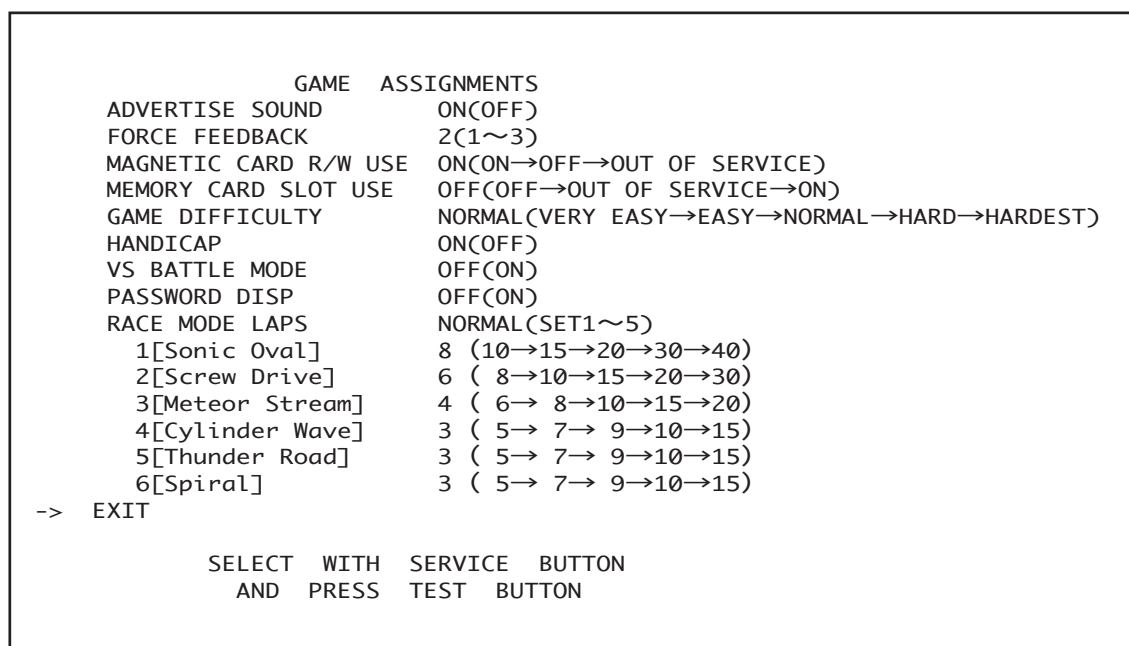 GAME ASSIGNMENTS
ADVERTISE SOUND ON(OFF)
FORCE FEEDBACK 2(1〜3)
MAGNETIC CARD R/W USE ON(ON→OFF→OUT OF SERVICE)
MEMORY CARD SLOT USE OFF(OFF→OUT OF SERVICE→ON)
GAME DIFFICULTY NORMAL(VERY EASY→EASY→NORMAL→HARD→HARDEST)
HANDICAP ON(OFF)
VS BATTLE MODE OFF(ON)
PASSWORD DISP OFF(ON)
RACE MODE LAPS NORMAL(SET1〜5)
1[Sonic Oval] 8 (10→15→20→30→40)
2[Screw Drive] 6 ( 8→10→15→20→30)
3[Meteor Stream] 4 ( 6→ 8→10→15→20)
4[Cylinder Wave] 3 ( 5→ 7→ 9→10→15)
5[Thunder Road] 3 ( 5→ 7→ 9→10→15)
6[Spiral] 3 ( 5→ 7→ 9→10→15)
-> EXIT
SELECT WITH SERVICE BUTTON
AND PRESS TEST BUTTON